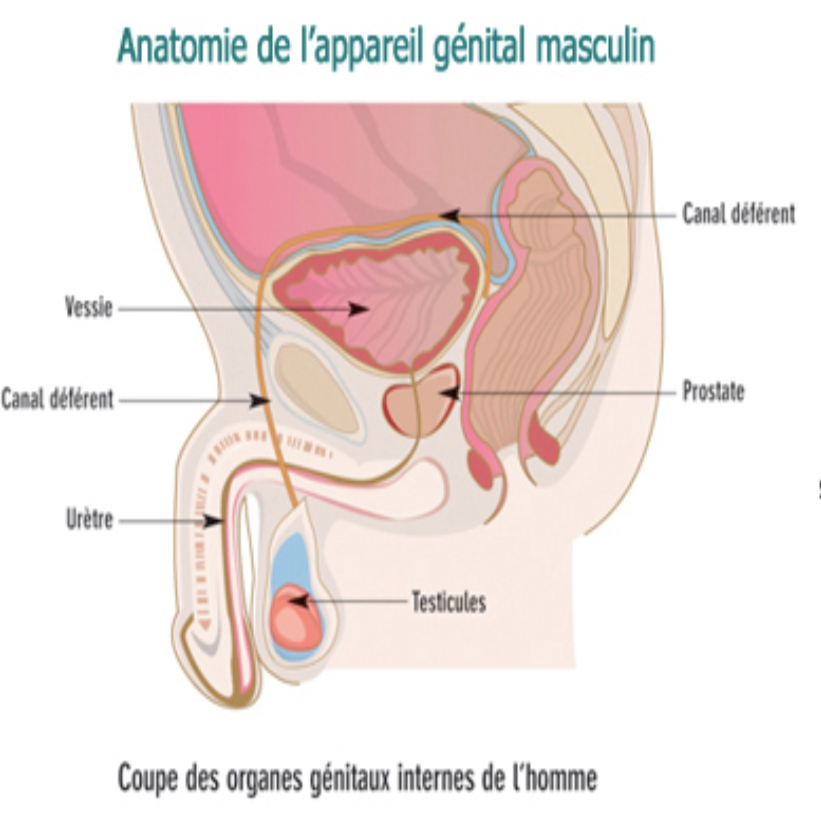 Anatomie de l'appareil génital masculin
Canal déférent
Vessie
Canal déférent
Prostate
Urètre
Testicules
Coupe des organes génitaux internes de l'homme